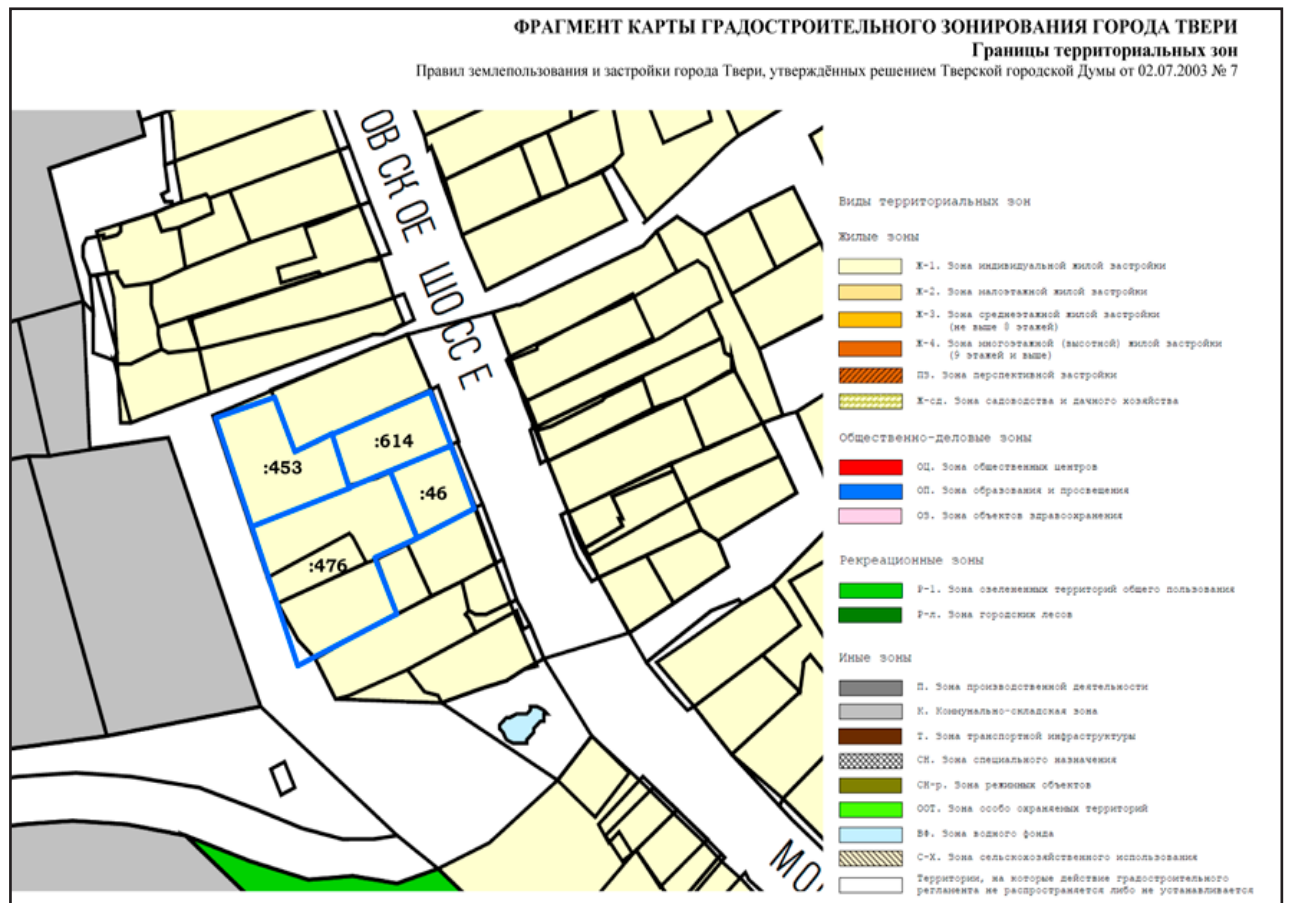 ФРАГМЕНТ КАРТЫ ГРАДОСТРОИТЕЛЬНОГО ЗОНИРОВАНИЯ ГОРОДА ТВЕРИ
Границы территориальных зон
Правил землепользования и застройки города Твери, утверждённых решением Тверской городской Думы от 02.07.2003 № 7
ОВСКОЕ ШОССЕ
:614
:453
:46
:476
МО
Виды территориальных зон
Жилые зоны
Ж-1. Зона индивидуальной жилой застройки
Ж-2. Зона малоэтажной жилой застройки
Ж-3. Зона среднеэтажной жилой застройки
(не выше 8 этажей)
Ж-4. Зона многоэтажной (высотной) жилой застройки
(9 этажей и выше)
ПЗ. Зона перспективной застройки
Ж-сд. Зона садоводства и дачного хозяйства
Общественно-деловые зоны
ОЦ. Зона общественных центров
ОП. Зона образования и просвещения
ОЗ. Зона объектов здравоохранения
Рекреационные зоны
Р-1. Зона озелененных территорий общего пользования
Р-л. Зона городских лесов
Иные зоны
П. Зона производственной деятельности
К. Коммунально-складская зона
Т. Зона транспортной инфраструктуры
СН. Зона специального назначения
СН-р. Зона режимных объектов
ООТ. Зона особо охраняемых территорий
ВФ. Зона водного фонда
С-Х. Зона сельскохозяйственного использования
Территории, на которые действие градостроительного
регламента не распространяется либо не устанавливается